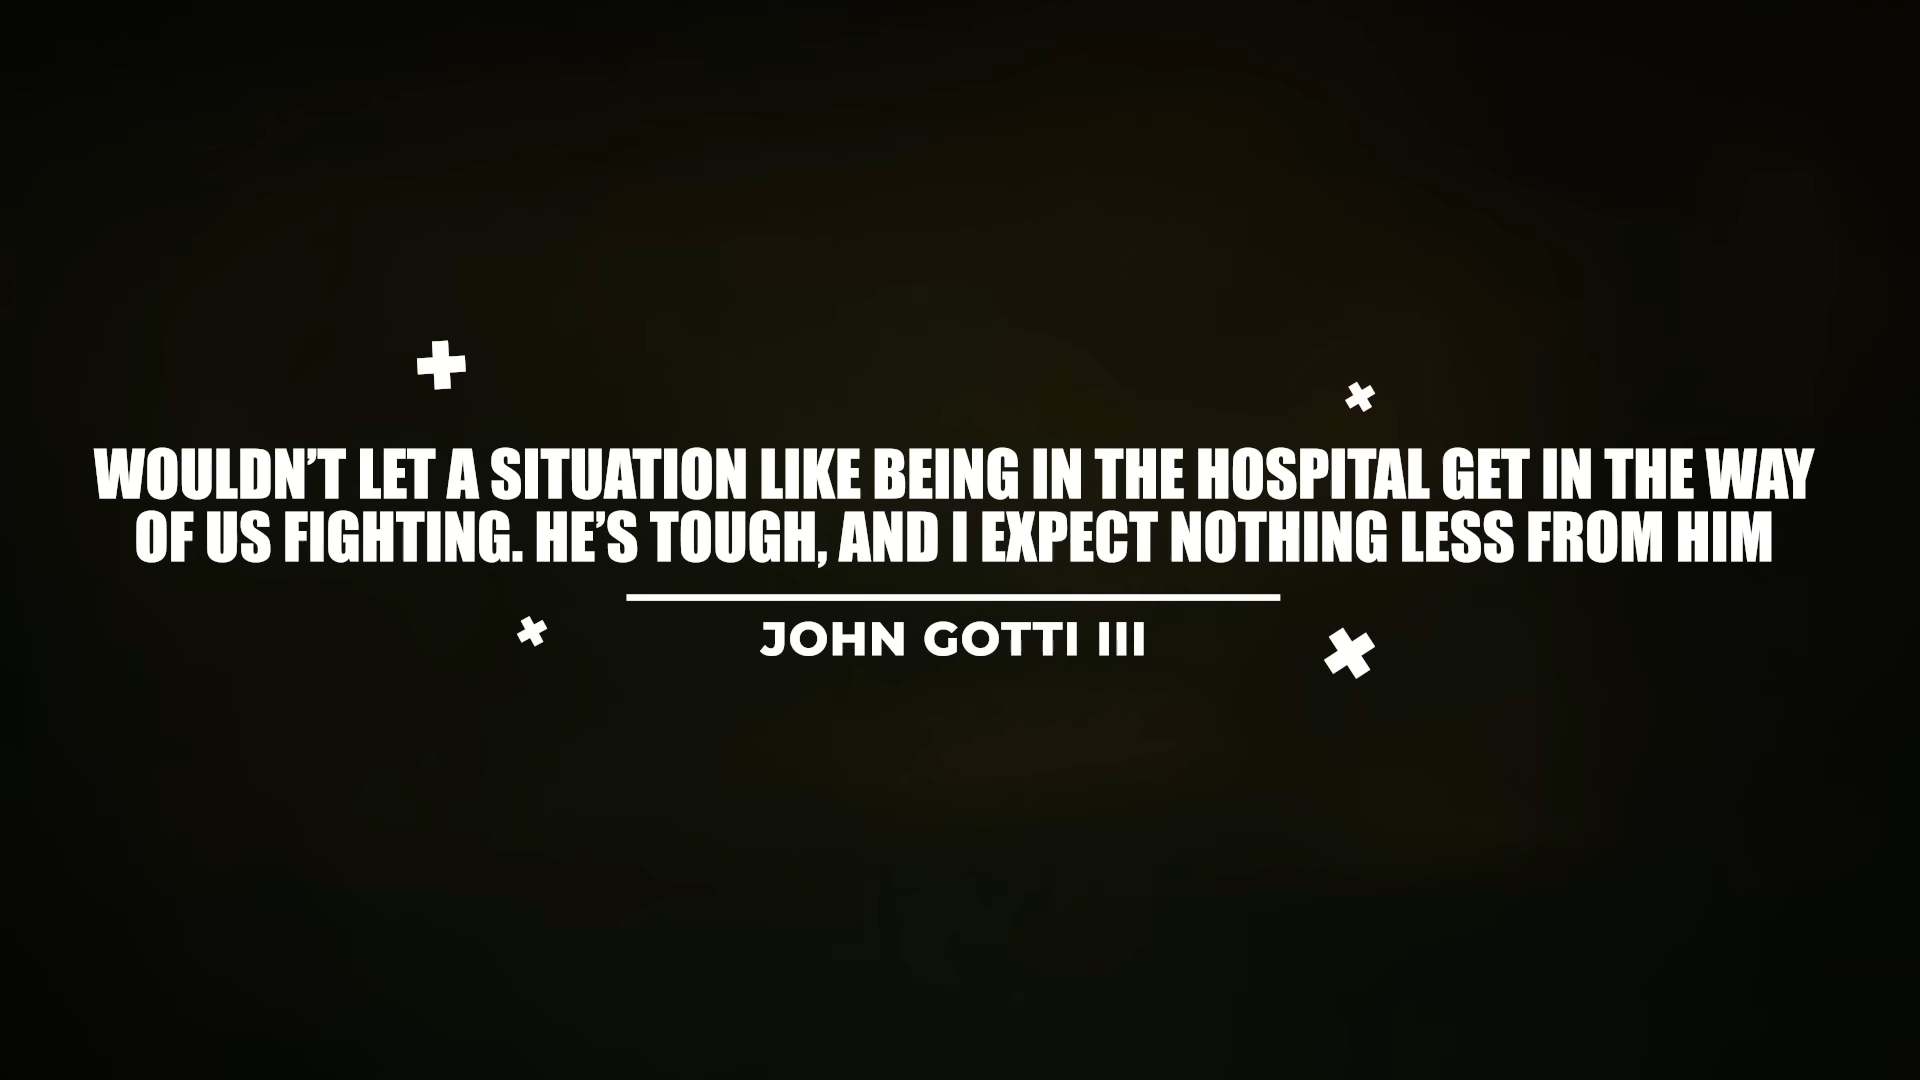 WOULDN’T LET A SITUATION LIKE BEING IN THE HOSPITAL GET IN THE WAY
OF US FIGHTING. HE’S TOUGH, AND I EXPECT NOTHING LESS FROM HIM
JOHN GOTTI III